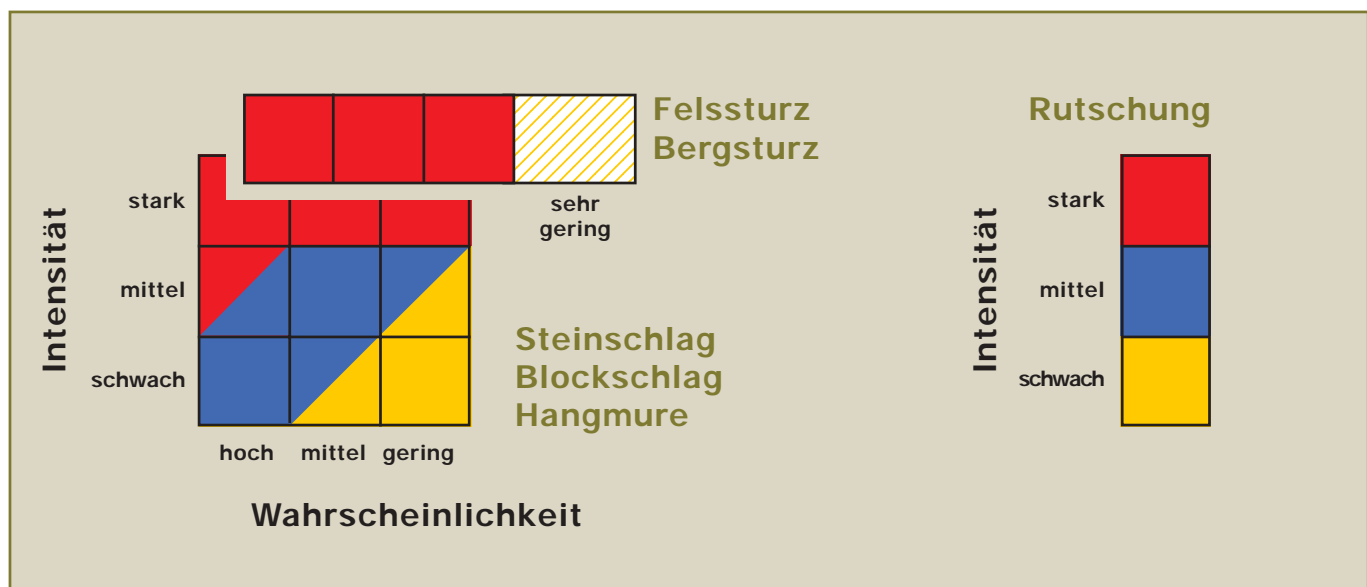 Felssturz
Bergsturz
sehr
gering
Intensität
stark
mittel
schwach
Steinschlag
Blockschlag
Hangmure
hoch mittel gering
Wahrscheinlichkeit
Rutschung
Intensität
stark
mittel
schwach